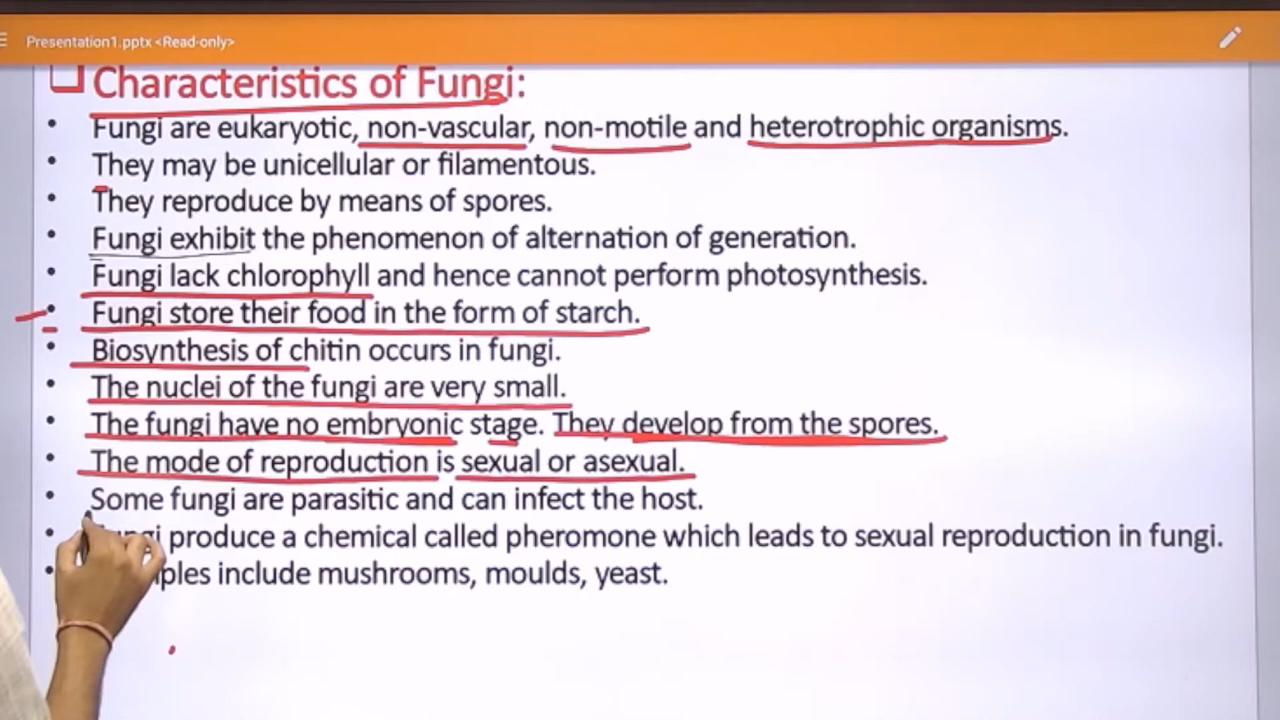 Presentation1.pptx <Read-only>
Characteristics of Fungi:
• Fungi are eukaryotic, non-vascular, non-motile and heterotrophic organisms.
• They may be unicellular or filamentous.
• They reproduce by means of spores.
• Fungi exhibit the phenomenon of alternation of generation.
• Fungi lack chlorophyll and hence cannot perform photosynthesis.
• Fungi store their food in the form of starch.
• Biosynthesis of chitin occurs in fungi.
• The nuclei of the fungi are very small.
• The fungi have no embryonic stage. They develop from the spores.
• The mode of reproduction is sexual or asexual.
• Some fungi are parasitic and can infect the host.
• Fungi produce a chemical called pheromone which leads to sexual reproduction in fungi.
• include mushrooms, moulds, yeast.